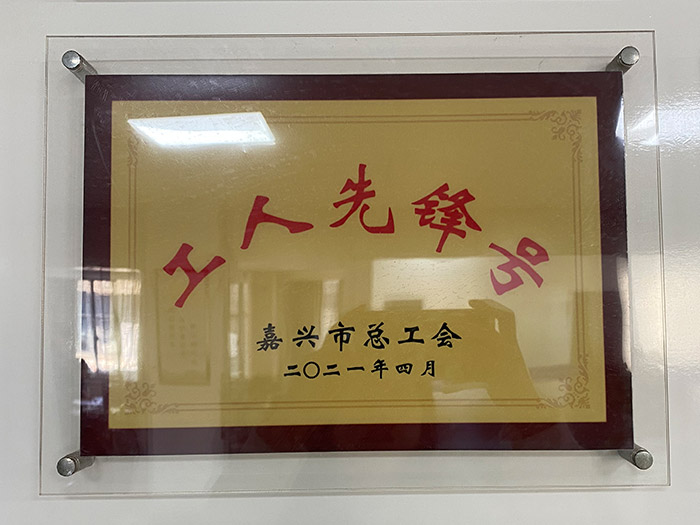 工人先锋号
嘉兴市总工会
二〇二一年四月